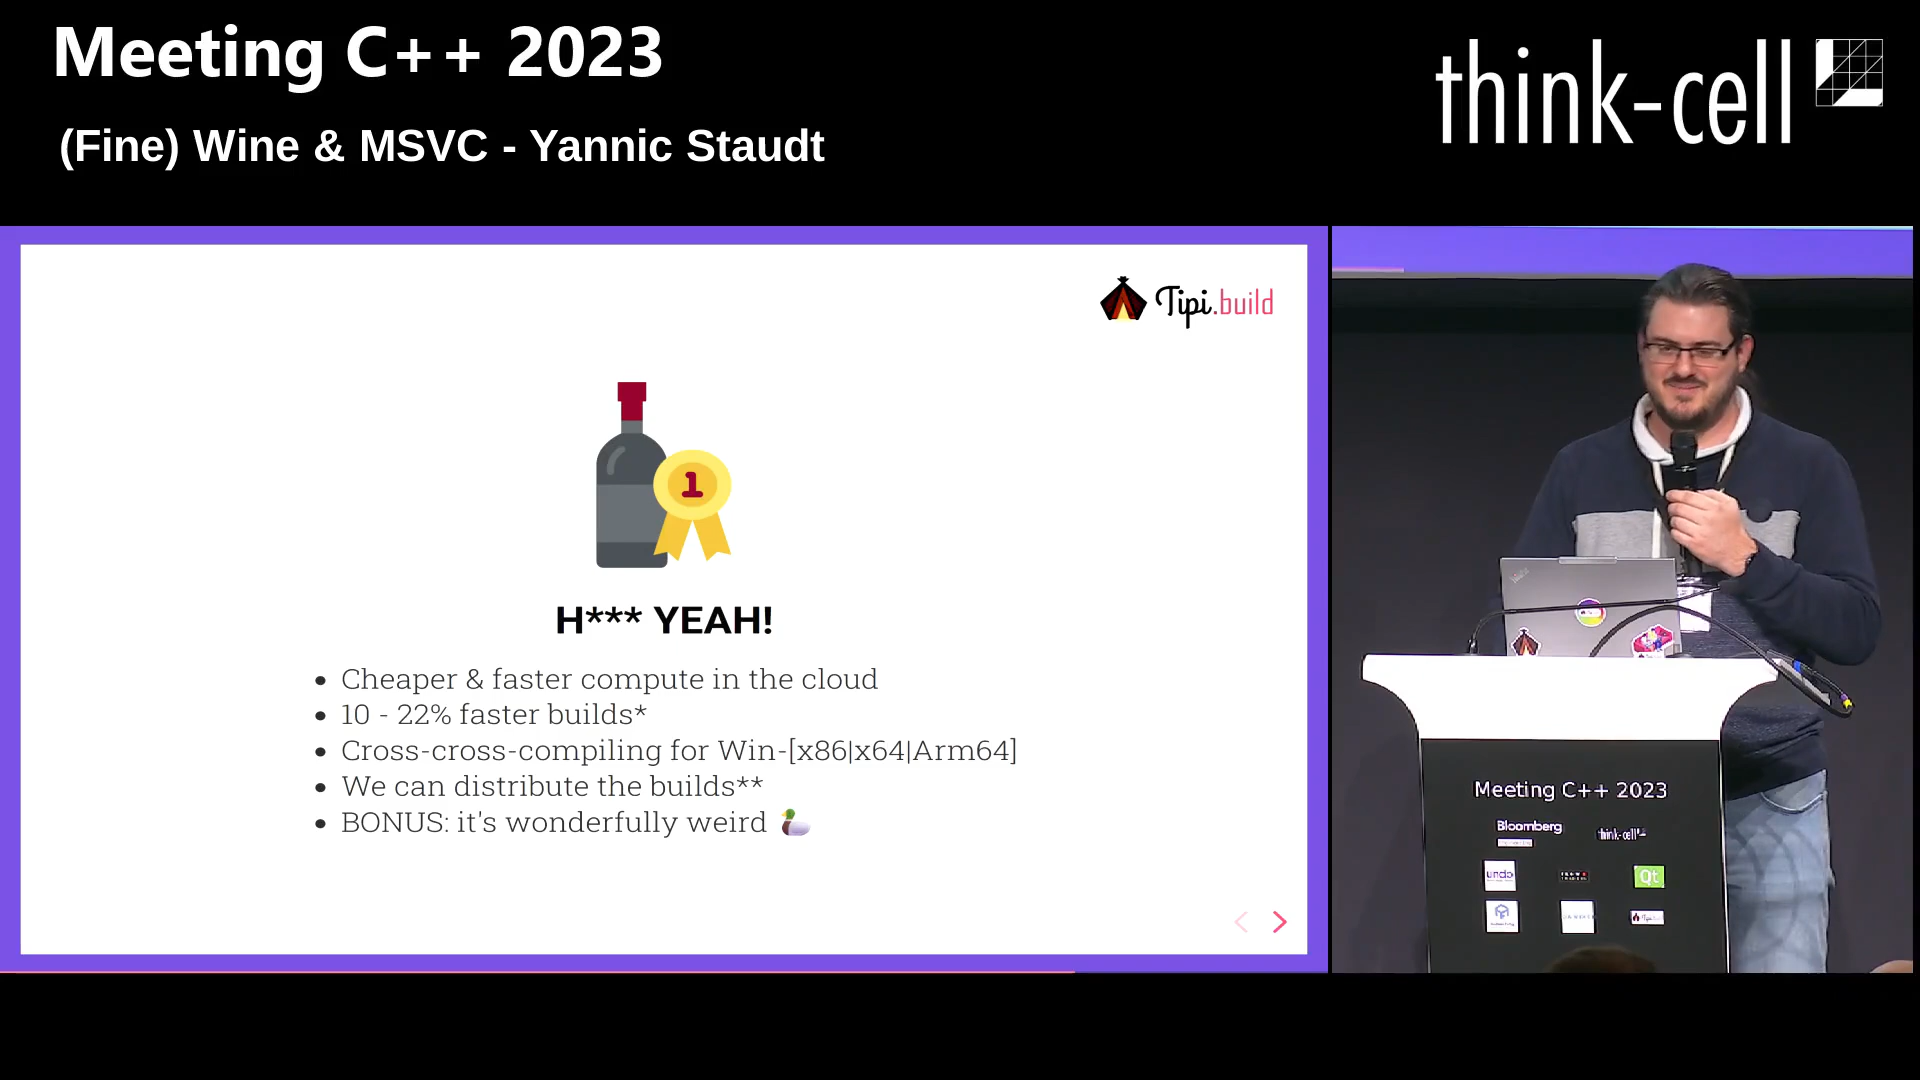 Meeting C++ 2023
(Fine) Wine & MSVC - Yannic Staudt
think-cell
Tipi.build
1
H*** YEAH!
• Cheaper & faster compute in the cloud
• 10 - 22% faster builds*
• Cross-cross-compiling for Win-[x86|x64|Arm64]
• We can distribute the builds**
• BONUS: it's wonderfully weird 🦆
Meeting C++ 2023
Bloomberg
think-cell
undo
Qt
Tipi